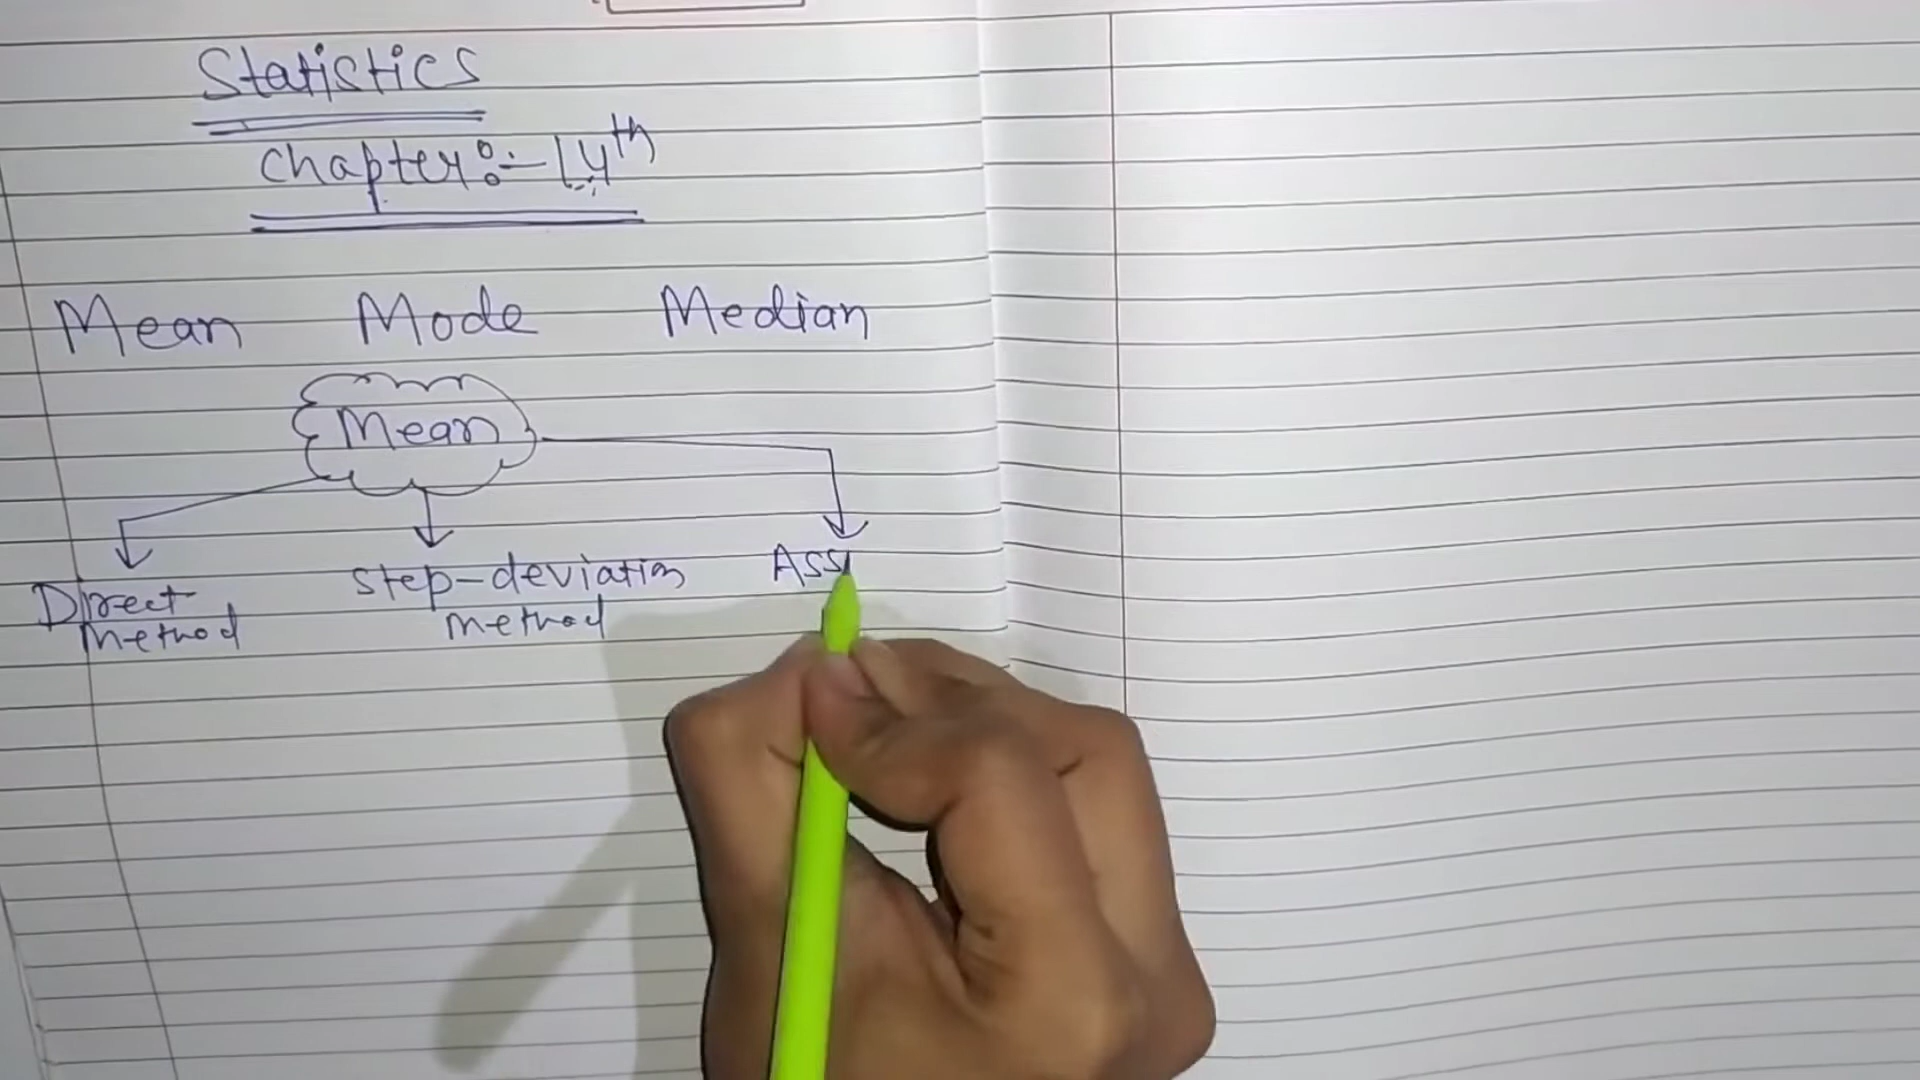 Statistics
Chapter:- 14th
Mean Mode Median
Mean
Direct method
Step-deviation method
Ass